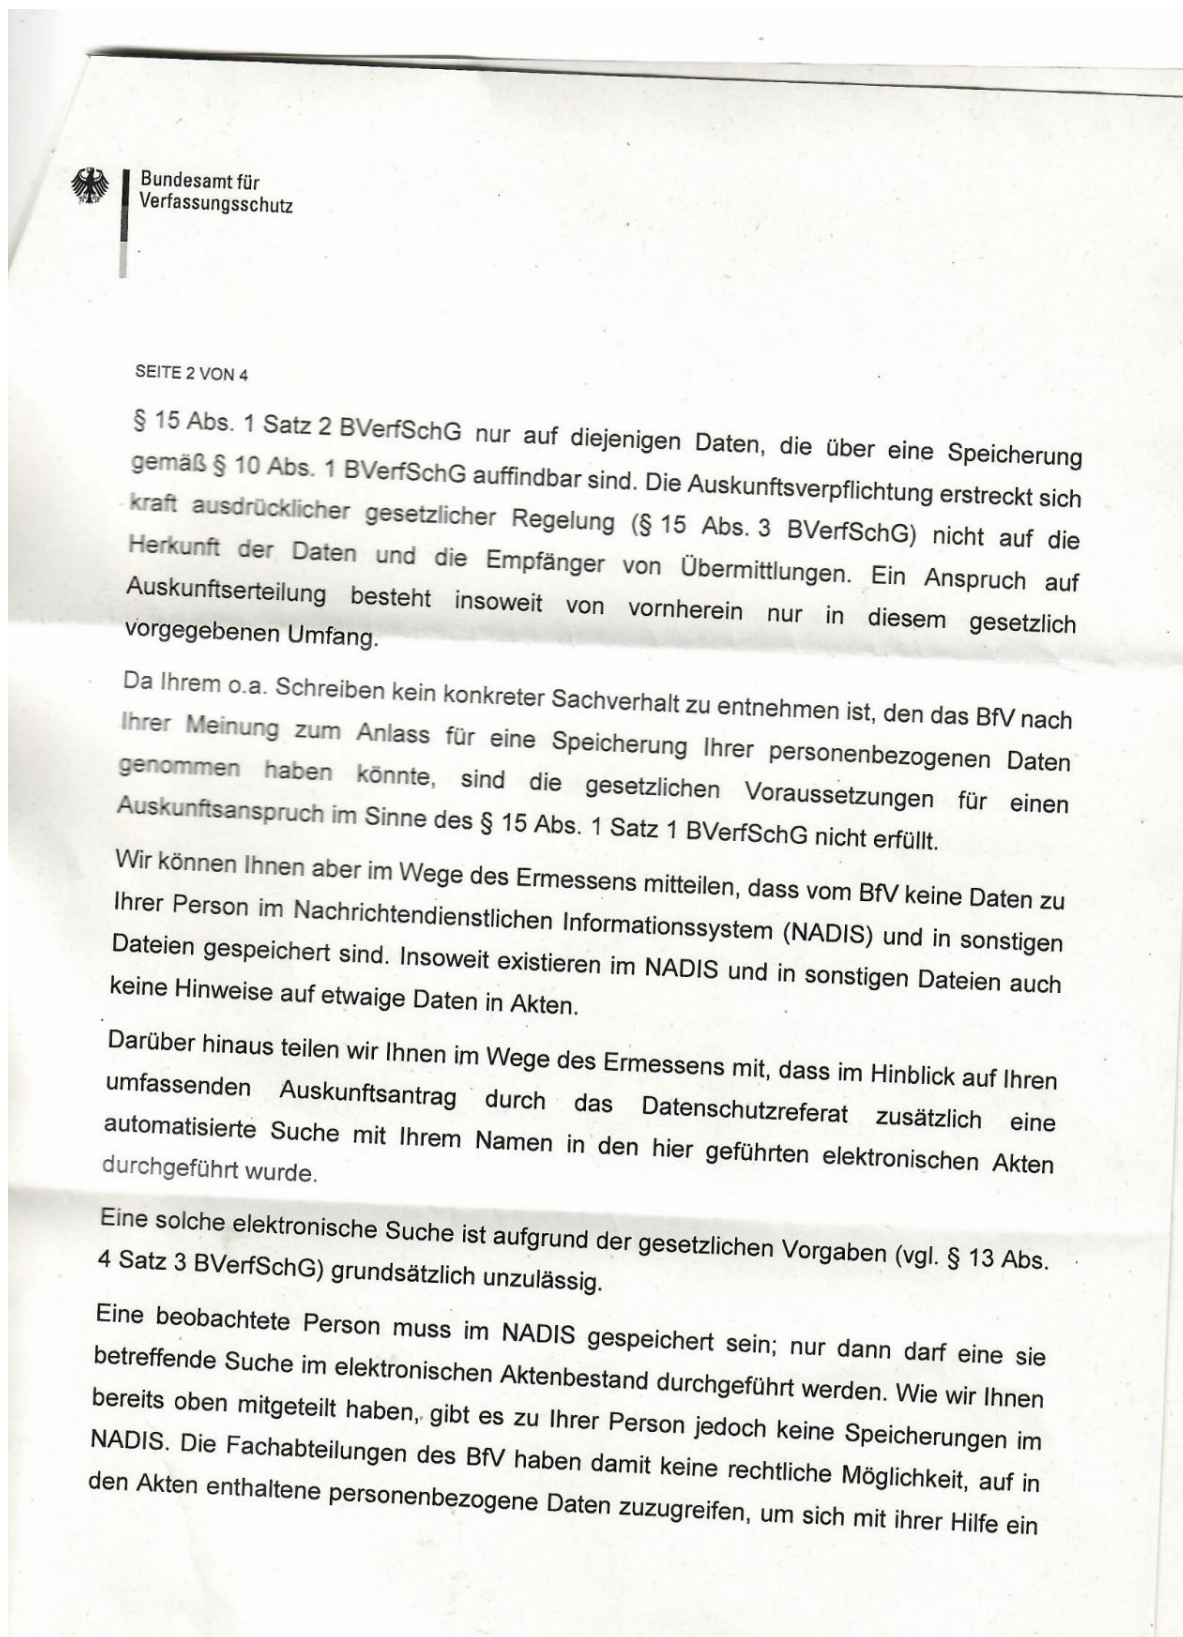 Bundesamt für
Verfassungsschutz
SEITE 2 VON 4
§ 15 Abs. 1 Satz 2 BVerfSchG nur auf diejenigen Daten, die über eine Speicherung
gemäß § 10 Abs. 1 BVerfSchG auffindbar sind. Die Auskunftsverpflichtung erstreckt sich
kraft ausdrücklicher gesetzlicher Regelung (§ 15 Abs. 3 BVerfSchG) nicht auf die
Herkunft der Daten und die Empfänger von Übermittlungen. Ein Anspruch auf
Auskunftserteilung besteht insoweit von vornherein nur in diesem gesetzlich
vorgegebenen Umfang.
Da Ihrem o.a. Schreiben kein konkreter Sachverhalt zu entnehmen ist, den das BfV nach
Ihrer Meinung zum Anlass für eine Speicherung Ihrer personenbezogenen Daten
genommen haben könnte, sind die gesetzlichen Voraussetzungen für einen
Auskunftsanspruch im Sinne des § 15 Abs. 1 Satz 1 BVerfSchG nicht erfüllt.
Wir können Ihnen aber im Wege des Ermessens mitteilen, dass vom BfV keine Daten zu
Ihrer Person im Nachrichtendienstlichen Informationssystem (NADIS) und in sonstigen
Dateien gespeichert sind. Insoweit existieren im NADIS und in sonstigen Dateien auch
keine Hinweise auf etwaige Daten in Akten.
Darüber hinaus teilen wir Ihnen im Wege des Ermessens mit, dass im Hinblick auf Ihren
umfassenden Auskunftsantrag durch das Datenschutzreferat zusätzlich eine
automatisierte Suche mit Ihrem Namen in den hier geführten elektronischen Akten
durchgeführt wurde.
Eine solche elektronische Suche ist aufgrund der gesetzlichen Vorgaben (vgl. § 13 Abs.
4 Satz 3 BVerfSchG) grundsätzlich unzulässig.
Eine beobachtete Person muss im NADIS gespeichert sein; nur dann darf eine sie
betreffende Suche im elektronischen Aktenbestand durchgeführt werden. Wie wir Ihnen
bereits oben mitgeteilt haben, gibt es zu Ihrer Person jedoch keine Speicherungen im
NADIS. Die Fachabteilungen des BfV haben damit keine rechtliche Möglichkeit, auf in
den Akten enthaltene personenbezogene Daten zuzugreifen, um sich mit ihrer Hilfe ein